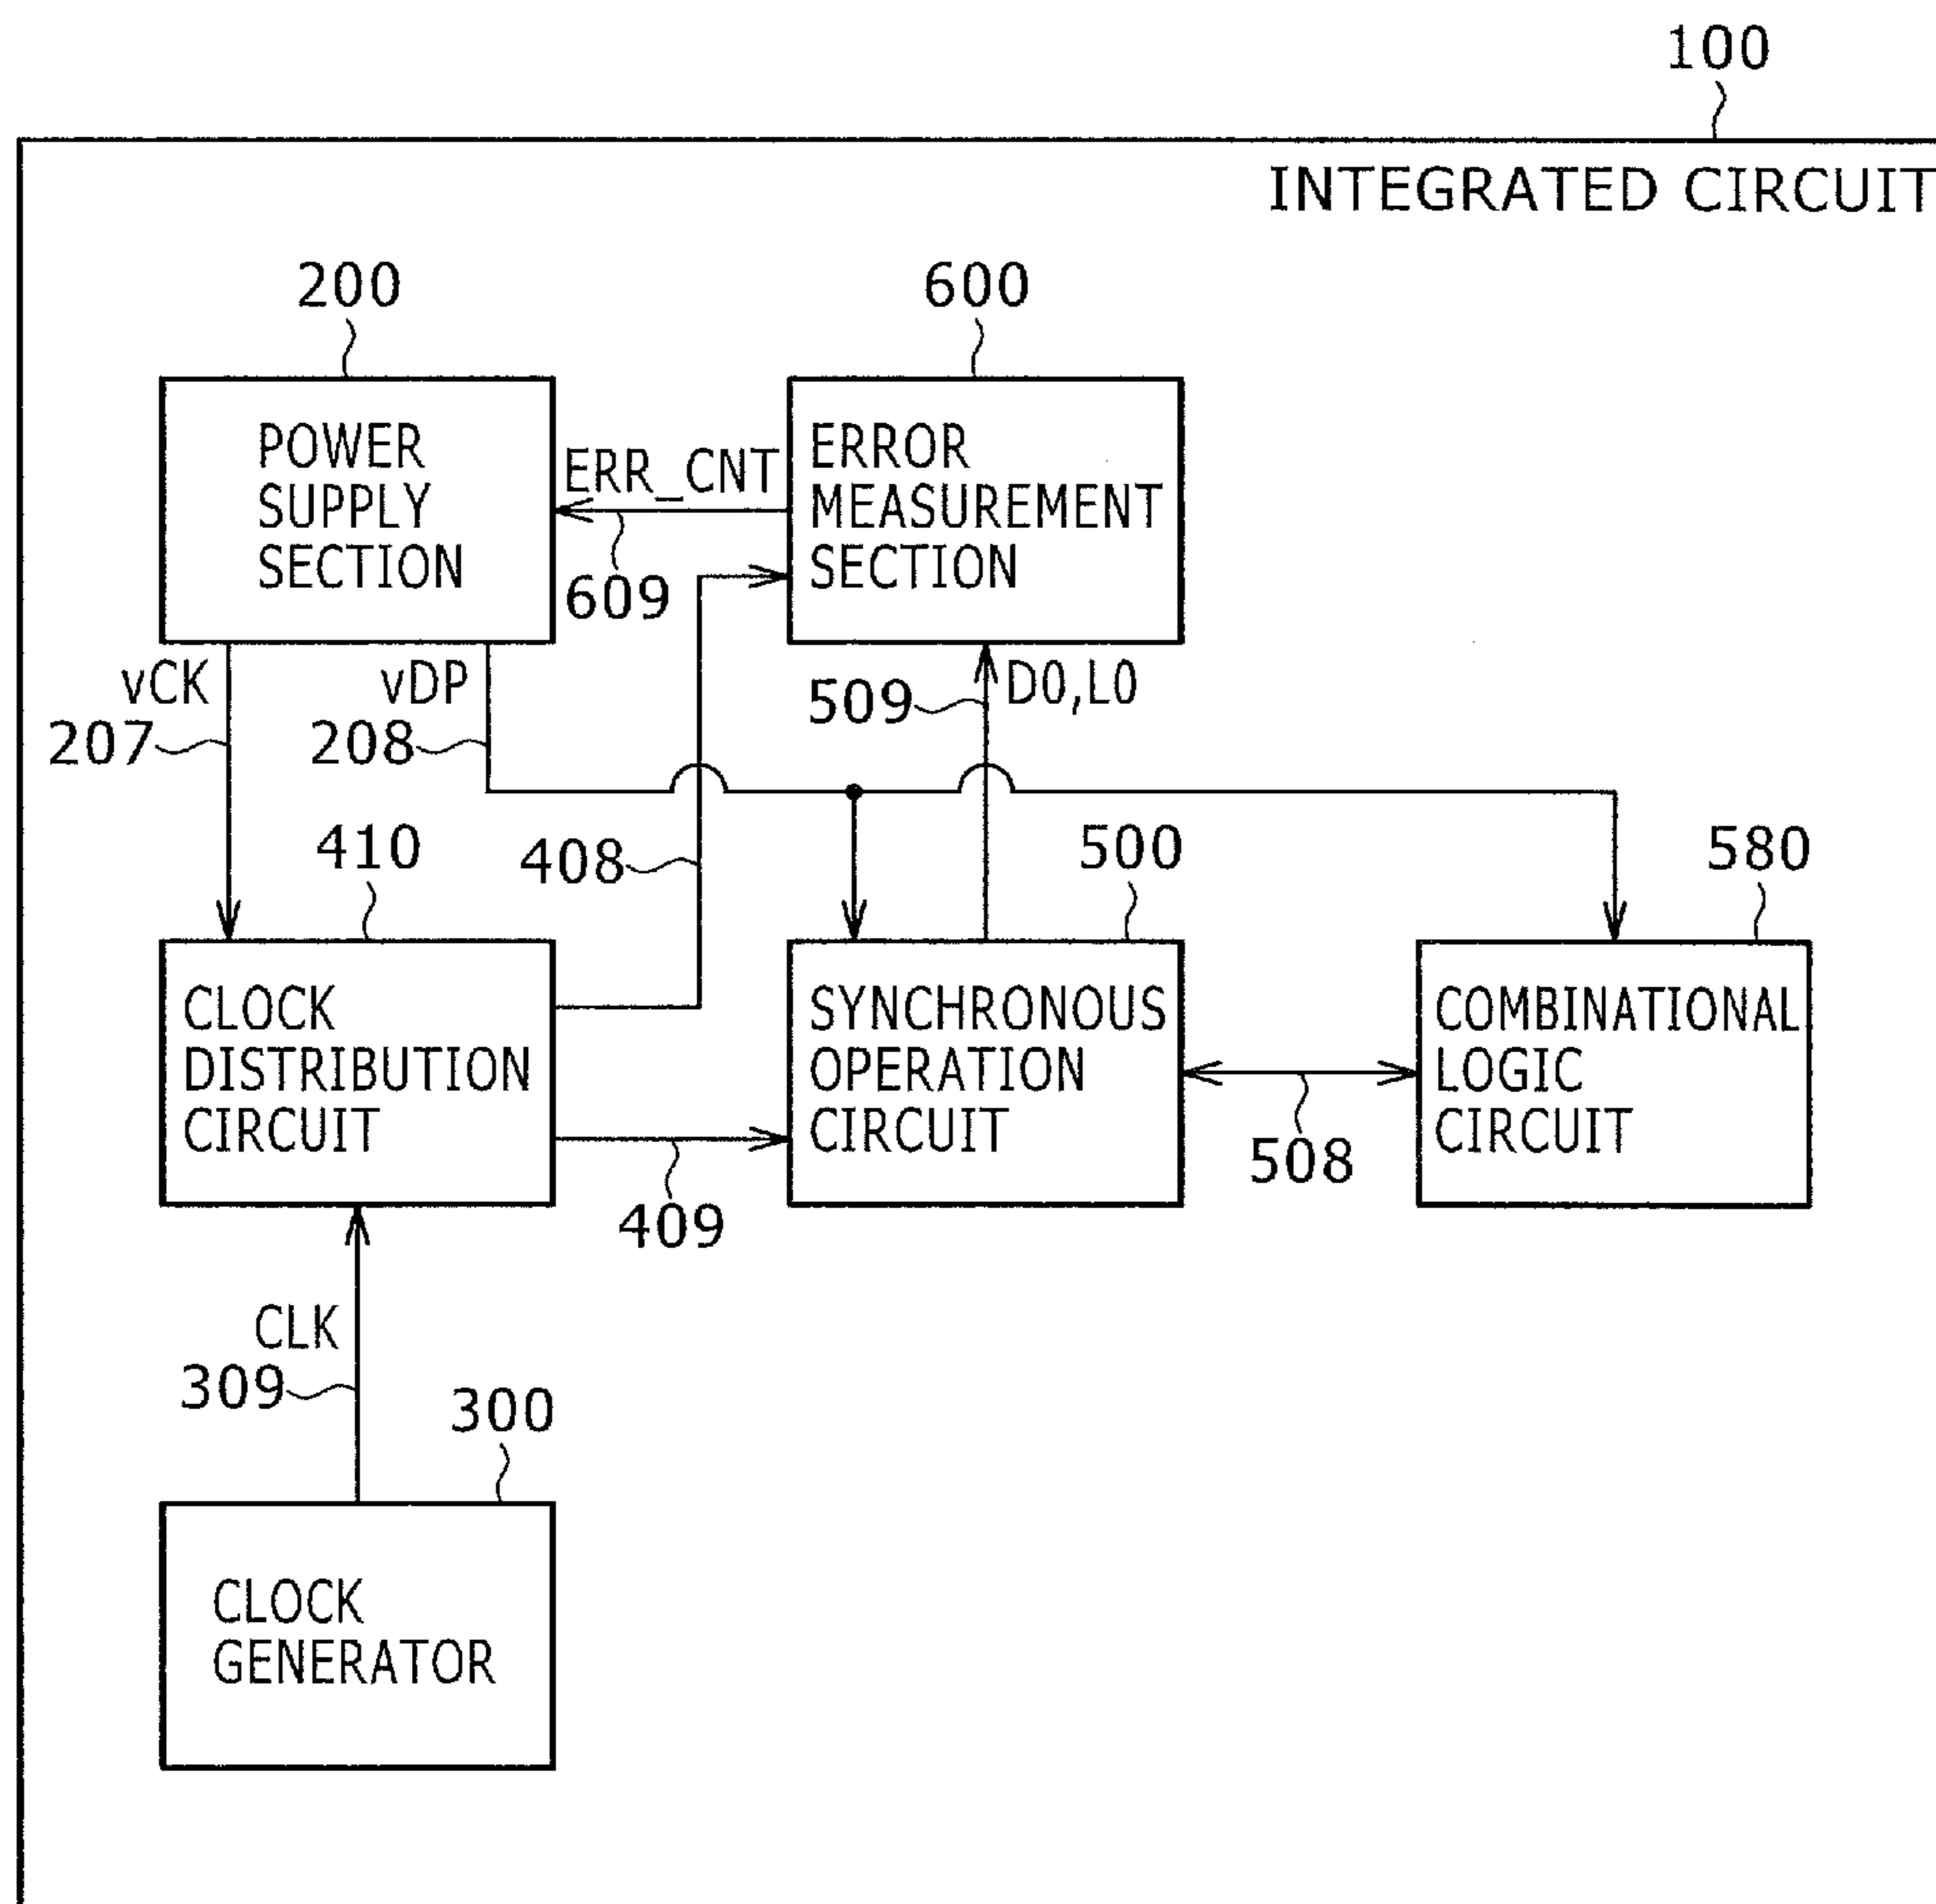 100
INTEGRATED CIRCUIT
200
600
POWER
SUPPLY
SECTION
ERR_CNT
609
ERROR
MEASUREMENT
SECTION
vCK
207
vDP
208
509
D0,L0
410
408
500
580
CLOCK
DISTRIBUTION
CIRCUIT
SYNCHRONOUS
OPERATION
CIRCUIT
COMBINATIONAL
LOGIC
CIRCUIT
409
508
CLK
309
300
CLOCK
GENERATOR